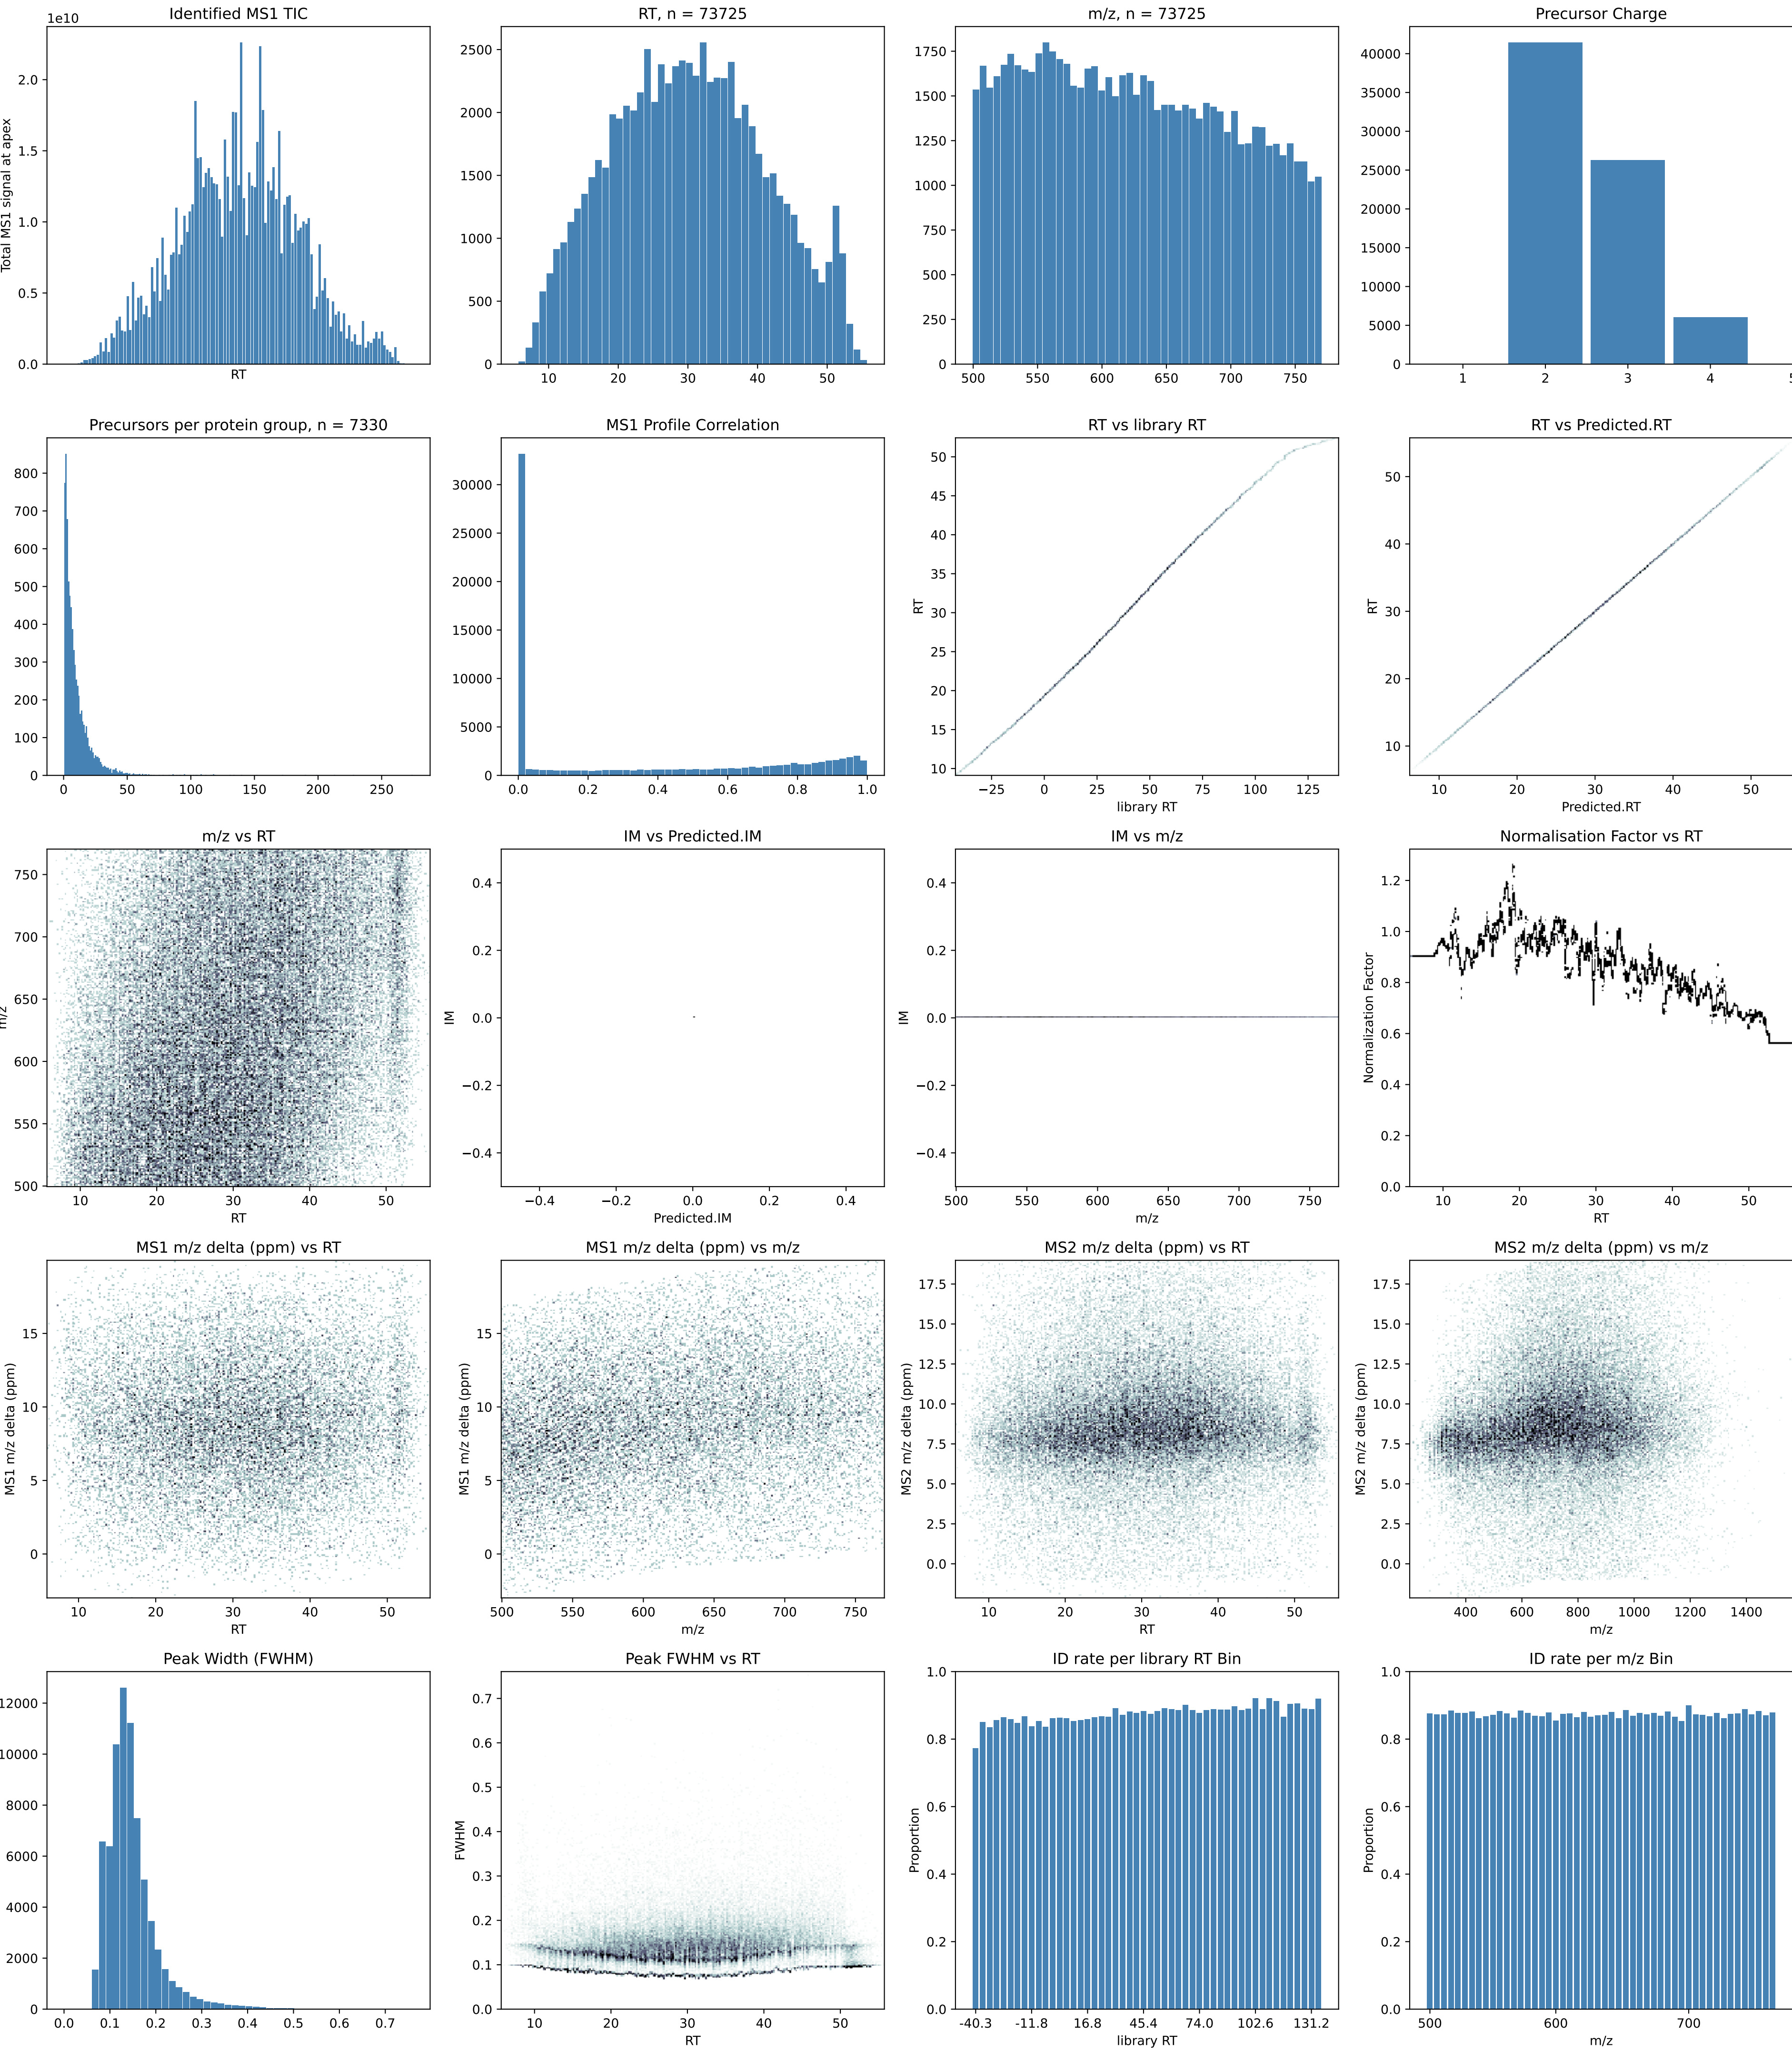 Identified MS1 TIC
1e10
Total MS1 signal at apex
2.0
1.5
1.0
0.5
0.0
RT
RT, n = 73725
2500
2000
1500
1000
500
0
10 20 30 40 50
m/z, n = 73725
1750
1500
1250
1000
750
500
250
0
500 550 600 650 700 750
Precursor Charge
40000
35000
30000
25000
20000
15000
10000
5000
0
1 2 3 4
Precursors per protein group, n = 7330
800
700
600
500
400
300
200
100
0
0 50 100 150 200 250
MS1 Profile Correlation
30000
25000
20000
15000
10000
5000
0
0.0 0.2 0.4 0.6 0.8 1.0
RT vs library RT
RT
50
45
40
35
30
25
20
15
10
−25 0 25 50 75 100 125
library RT
RT vs Predicted.RT
RT
50
40
30
20
10
10 20 30 40 50
Predicted.RT
m/z vs RT
m/z
750
700
650
600
550
500
10 20 30 40 50
RT
IM vs Predicted.IM
IM
0.4
0.2
0.0
−0.2
−0.4
−0.4 −0.2 0.0 0.2 0.4
Predicted.IM
IM vs m/z
IM
0.4
0.2
0.0
−0.2
−0.4
500 550 600 650 700 750
m/z
Normalisation Factor vs RT
Normalization Factor
1.2
1.0
0.8
0.6
0.4
0.2
0.0
10 20 30 40 50
RT
MS1 m/z delta (ppm) vs RT
MS1 m/z delta (ppm)
15
10
5
0
10 20 30 40 50
RT
MS1 m/z delta (ppm) vs m/z
MS1 m/z delta (ppm)
15
10
5
0
500 550 600 650 700 750
m/z
MS2 m/z delta (ppm) vs RT
MS2 m/z delta (ppm)
17.5
15.0
12.5
10.0
7.5
5.0
2.5
0.0
10 20 30 40 50
RT
MS2 m/z delta (ppm) vs m/z
MS2 m/z delta (ppm)
17.5
15.0
12.5
10.0
7.5
5.0
2.5
0.0
400 600 800 1000 1200 1400
m/z
Peak Width (FWHM)
12000
10000
8000
6000
4000
2000
0
0.0 0.1 0.2 0.3 0.4 0.5 0.6 0.7
Peak FWHM vs RT
FWHM
0.7
0.6
0.5
0.4
0.3
0.2
0.1
0.0
10 20 30 40 50
RT
ID rate per library RT Bin
Proportion
1.0
0.8
0.6
0.4
0.2
0.0
-40.3 -11.8 16.8 45.4 74.0 102.6 131.2
library RT
ID rate per m/z Bin
Proportion
1.0
0.8
0.6
0.4
0.2
0.0
500 600 700
m/z